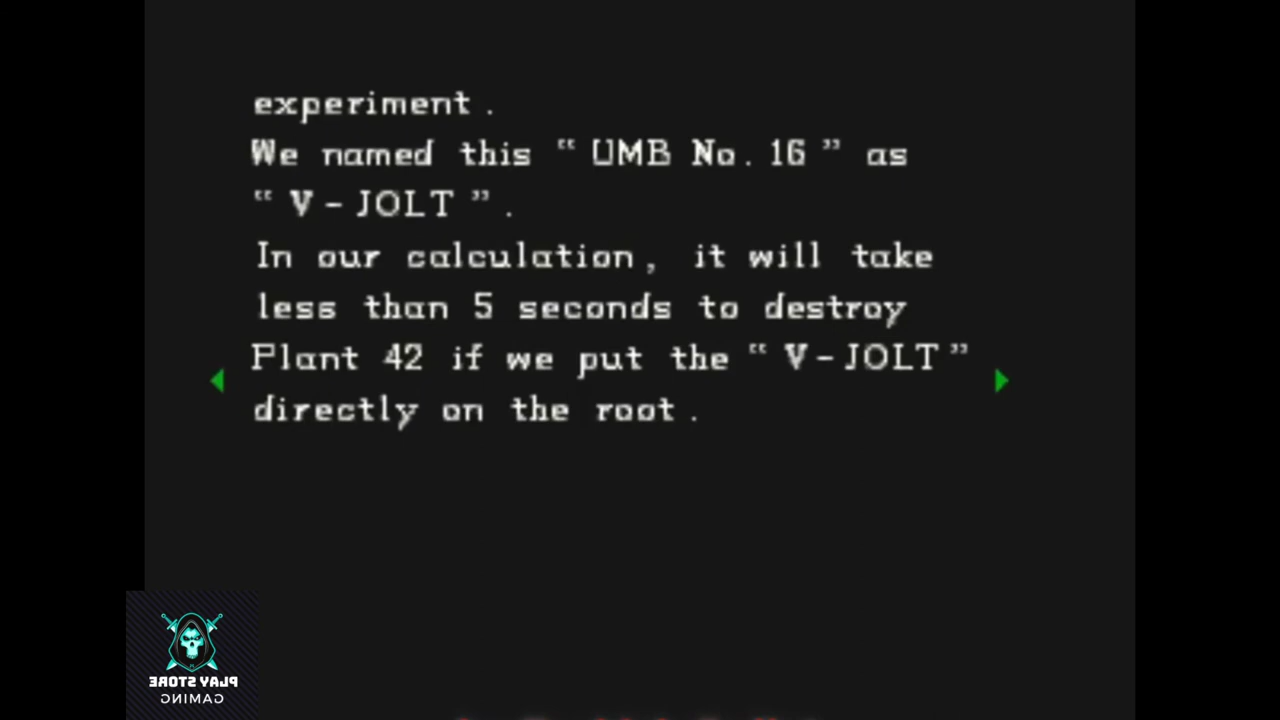 experiment.
We named this “UMB No.16” as
“V-JOLT”.
In our calculation, it will take
less than 5 seconds to destroy
Plant 42 if we put the “V-JOLT”
directly on the root.
PLAY STORE
GAMING